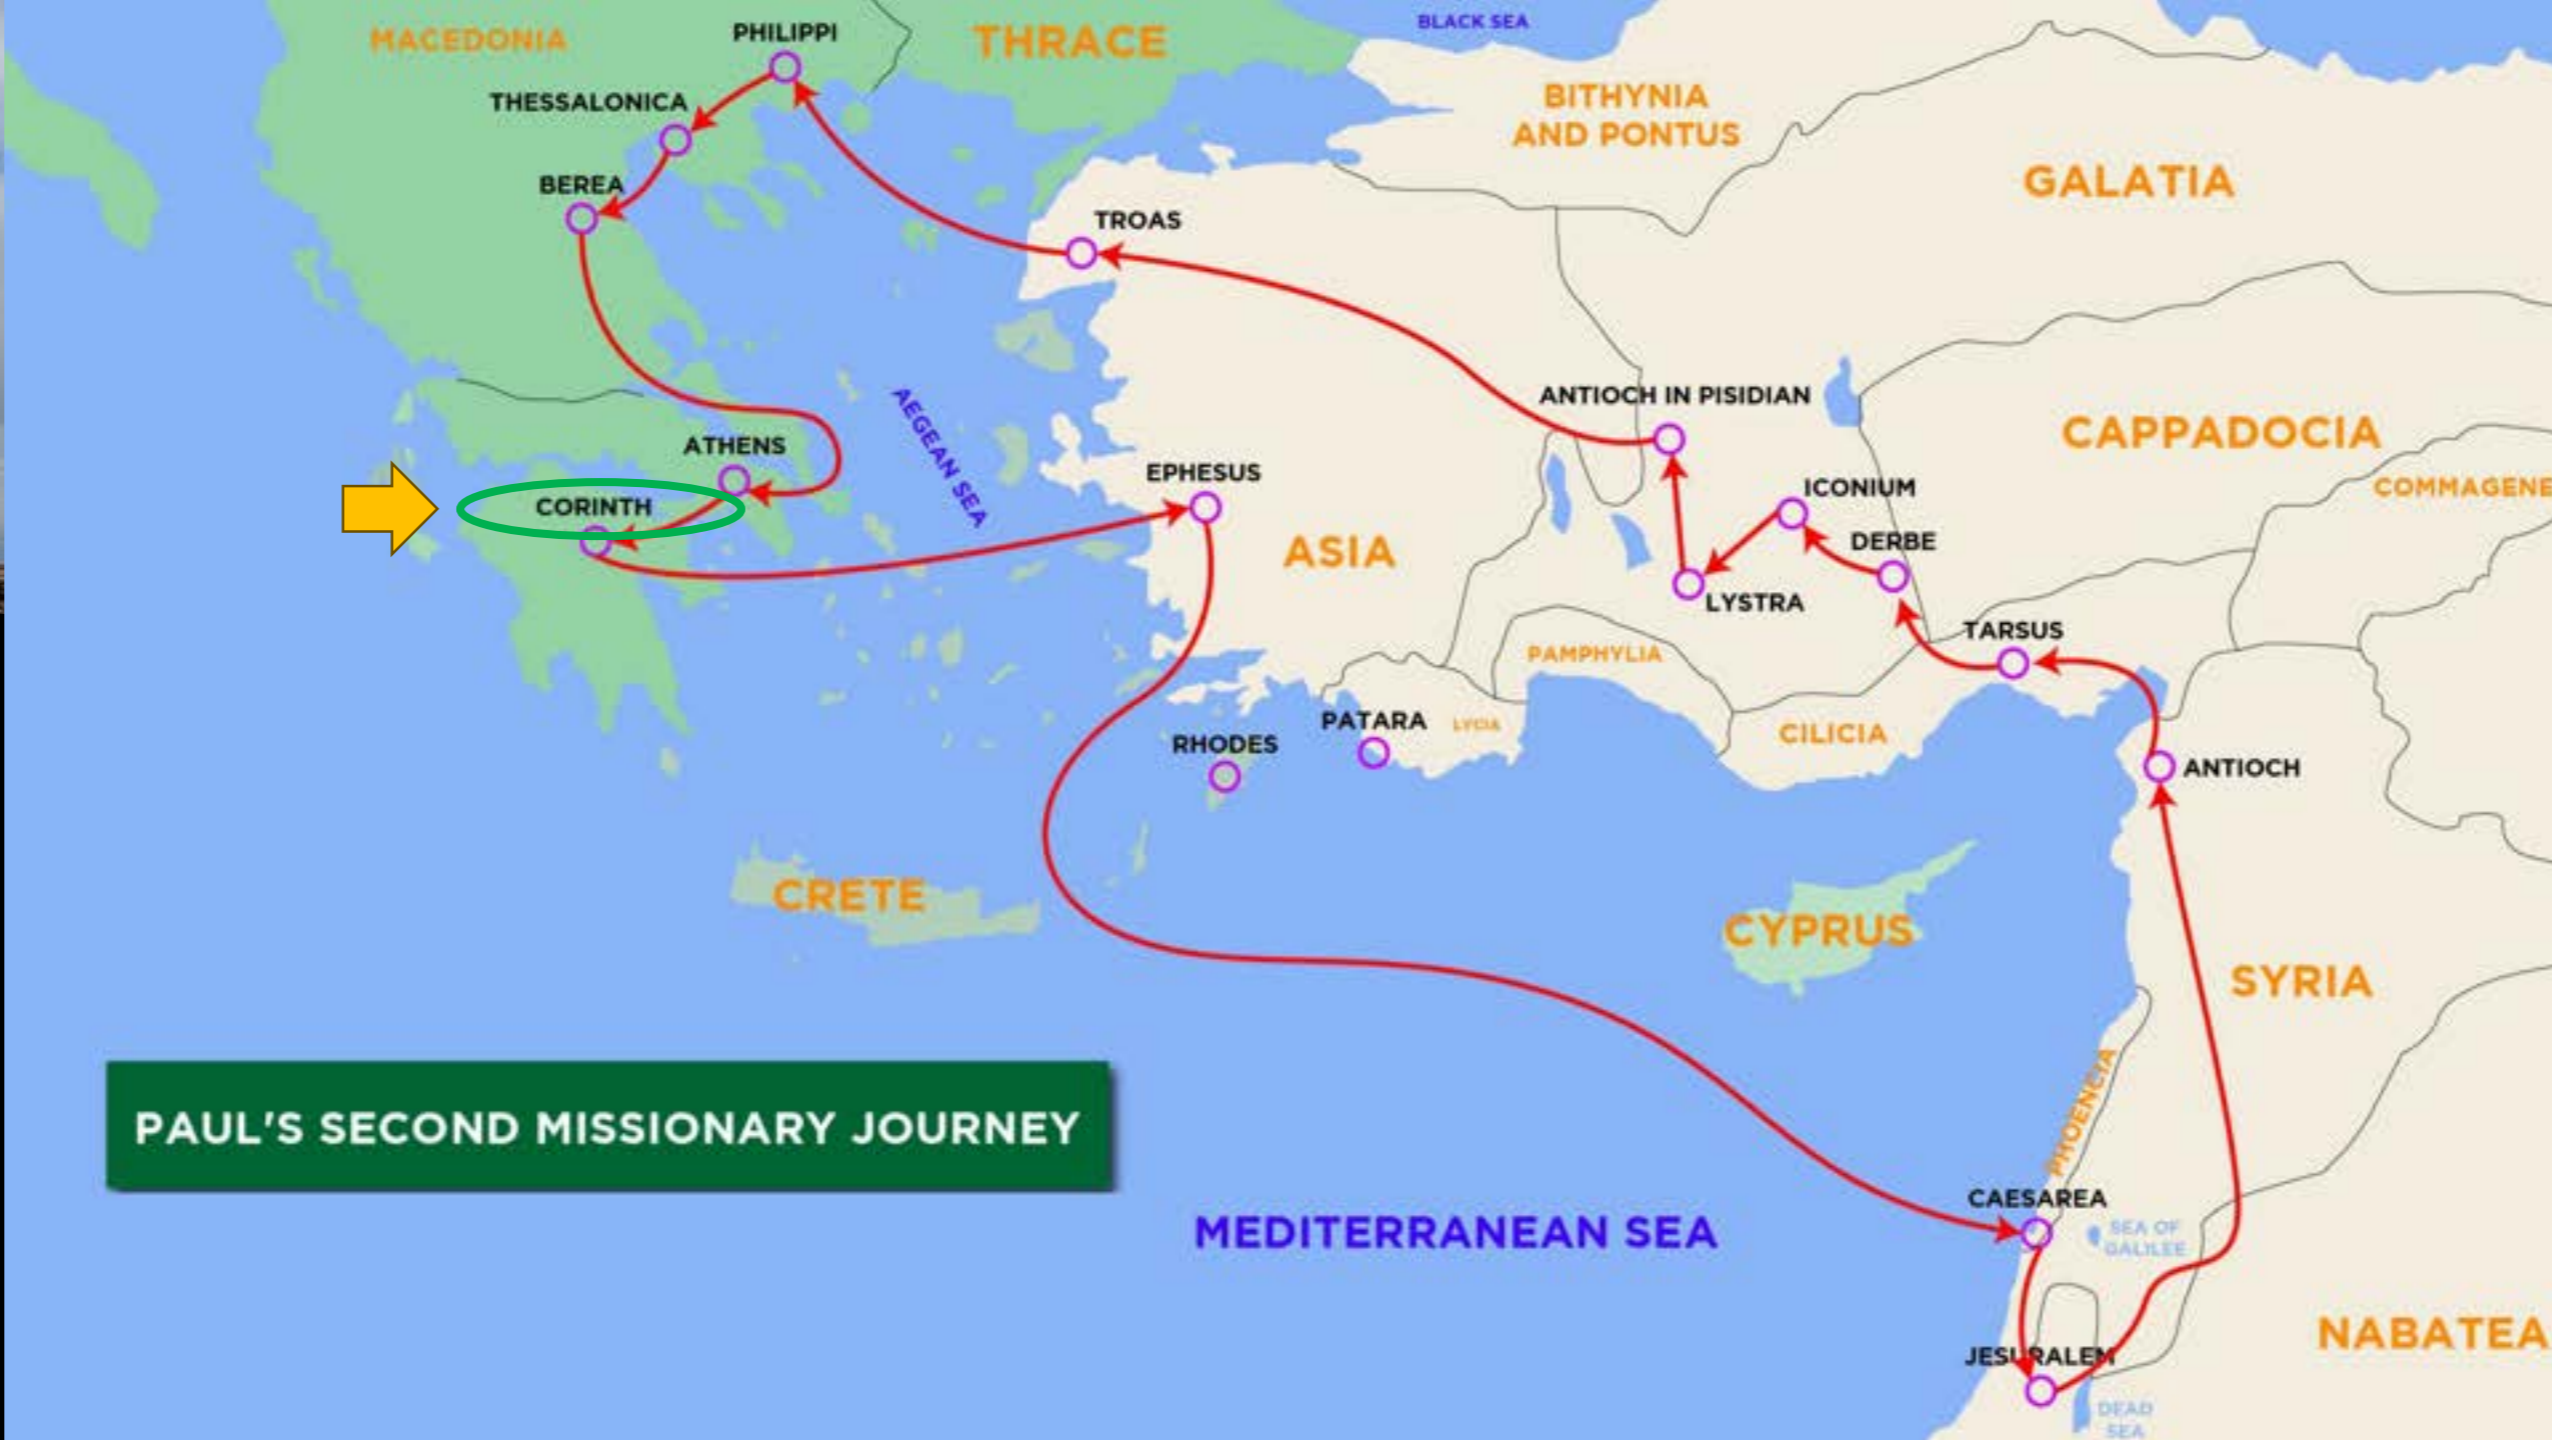 BLACK SEA
MACEDONIA
PHILIPPI
THRACE
THESSALONICA
BITHYNIA
AND PONTUS
BEREA
GALATIA
TROAS
AEGEAN SEA
ANTIOCH IN PISIDIAN
CAPPADOCIA
ATHENS
EPHESUS
ICONIUM
COMMAGENE
CORINTH
ASIA
DERBE
LYSTRA
TARSUS
PAMPHYLIA
PATARA
LYCIA
RHODES
CILICIA
ANTIOCH
CRETE
CYPRUS
SYRIA
PHOENCIA
PAUL'S SECOND MISSIONARY JOURNEY
CAESAREA
MEDITERRANEAN SEA
SEA OF
GALILEE
NABATEA
JESURALEM
DEAD
SEA